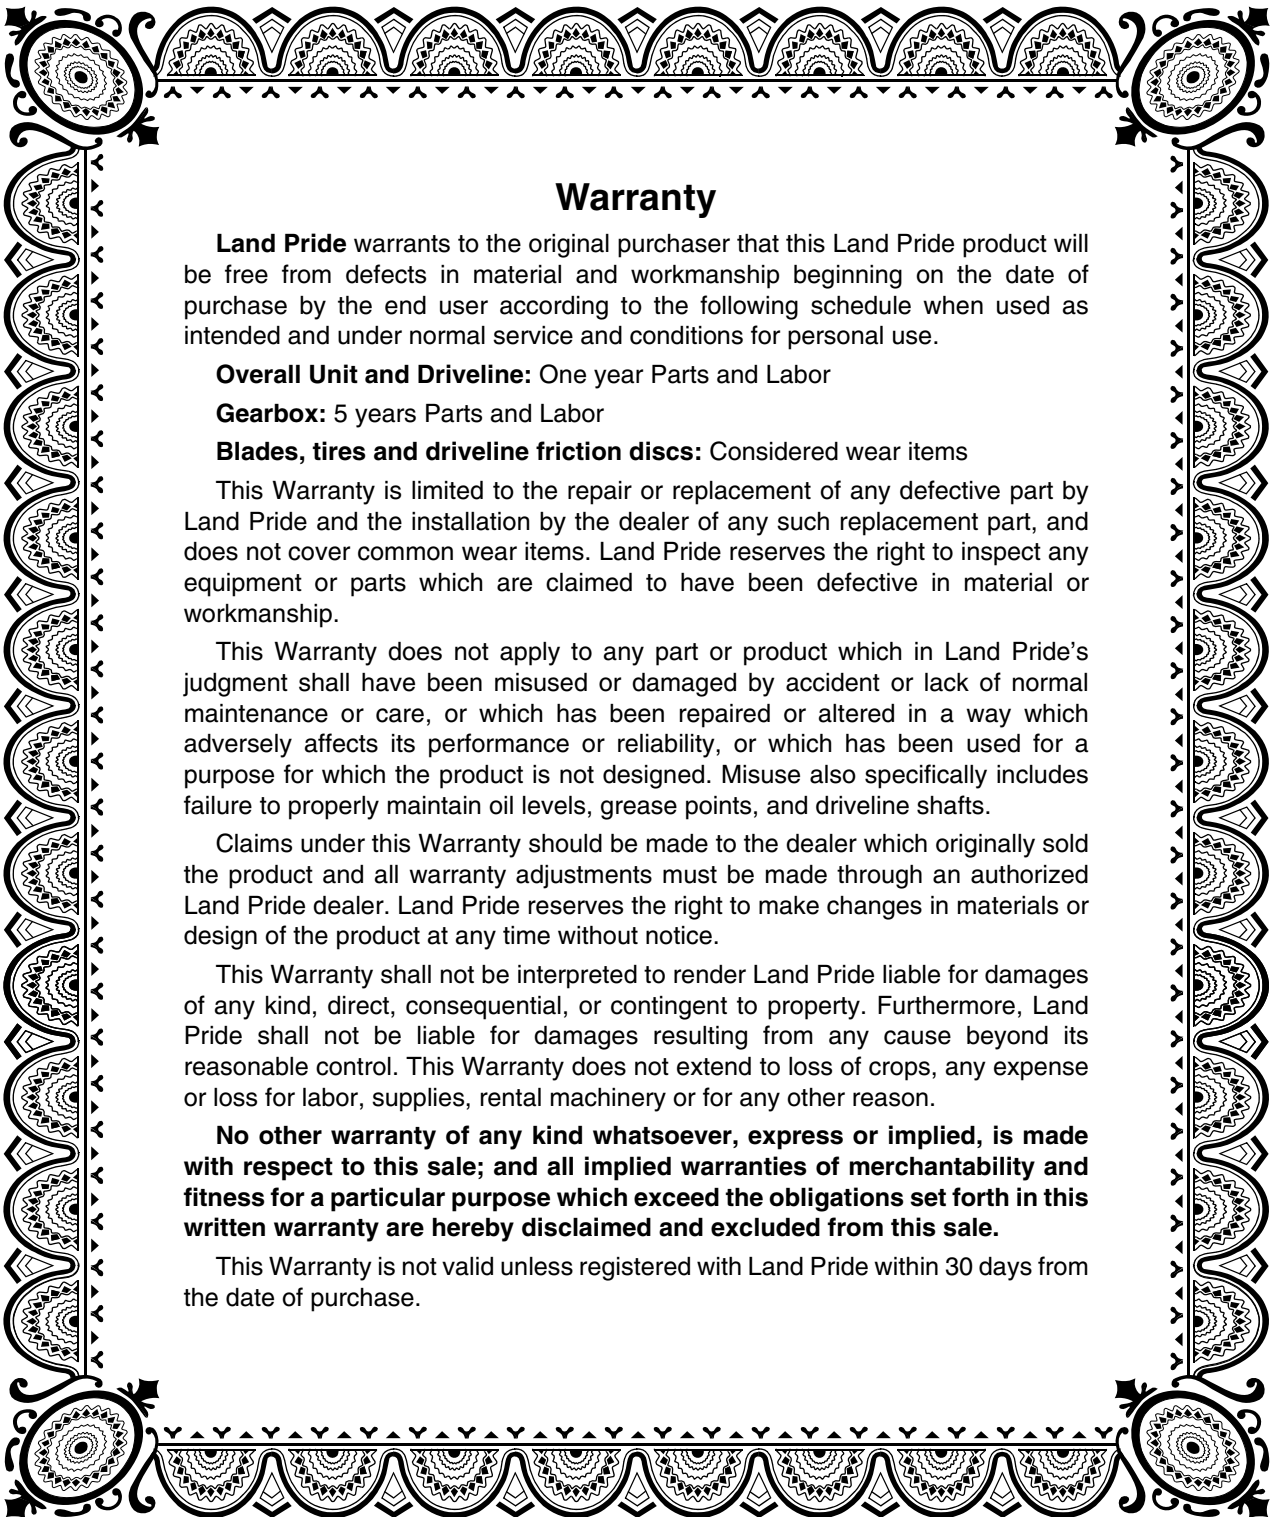 Warranty
Land Pride warrants to the original purchaser that this Land Pride product will
be free from defects in material and workmanship beginning on the date of
purchase by the end user acording to the following schedule when used as
intended and under normal service and conditions for personal use.
Overall Unit and Driveline: One year Parts and Labor
Gearbox: 5 years Parts and Labor
Blades, tires and driveline friction discs: Considered wear items
This Warranty is limited to the repair or replacement of any defective part by
Land Pride and the installation by the dealer of any such replacement part, and
does not cover common wear items. Land Pride reserves the right to inspect any
equipment or parts which are claimed to have been defective in material or
workmanship.
This Warranty does not apply to any part or product which in Land Pride’s
judgment shall have been misused or damaged by accident or lack of normal
maintenance or care, or which has been repaired or altered in a way which
adversely affects its performance or reliability, or which has been used for a
purpose for which the product is not designed. Misuse also specifically includes
failure to properly maintain oil levels, grease points, and driveline shafts.
Claims under this Warranty should be made to the dealer which originally sold
the product and all warranty adjustments must be made through an authorized
Land Pride dealer. Land Pride reserves the right to make changes in materials or
design of the product at any time without notice.
This Warranty shall not be interpreted to render Land Pride liable for damages
of any kind, direct, consequential, or contingent to property. Furthermore, Land
Pride shall not be liable for damages resulting from any cause beyond its
reasonable control. This Warranty does not extend to loss of crops, any expense
or loss for labor, supplies, rental machinery or for any other reason.
No other warranty of any kind whatsoever, express or implied, is made
with respect to this sale; and all implied warranties of merchantability and
fitness for a particular purpose which exceed the obligations set forth in this
written warranty are hereby disclaimed and excluded from this sale.
This Warranty is not valid unless registered with Land Pride within 30 days from
the date of purchase.